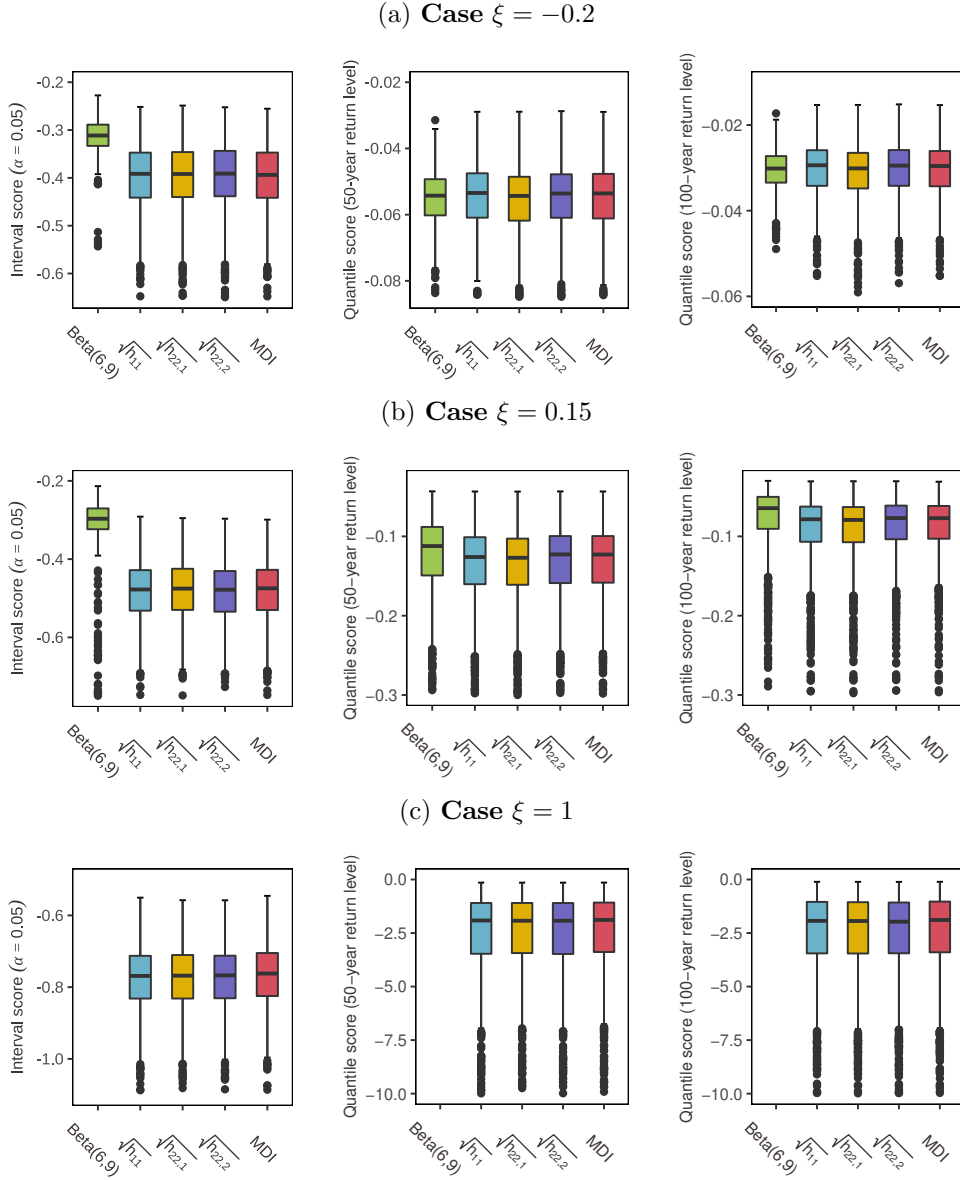 (a) Case ξ = −0.2
Interval score (α = 0.05)
-0.2
-0.3
-0.4
-0.5
-0.6
Beta(6,9)
√h11
√h22,1
√h22,2
MDI
Quantile score (50-year return level)
−0.02
−0.04
−0.06
−0.08
Beta(6,9)
√h11
√h22,1
√h22,2
MDI
Quantile score (100−year return level)
−0.02
−0.04
−0.06
Beta(6,9)
√h11
√h22,1
√h22,2
MDI
(b) Case ξ = 0.15
Interval score (α = 0.05)
-0.2
-0.4
-0.6
Beta(6,9)
√h11
√h22,1
√h22,2
MDI
Quantile score (50−year return level)
−0.1
−0.2
−0.3
Beta(6,9)
√h11
√h22,1
√h22,2
MDI
Quantile score (100−year return level)
−0.1
−0.2
−0.3
Beta(6,9)
√h11
√h22,1
√h22,2
MDI
(c) Case ξ = 1
Interval score (α = 0.05)
-0.6
-0.8
-1.0
Beta(6,9)
√h11
√h22,1
√h22,2
MDI
Quantile score (50−year return level)
0.0
−2.5
−5.0
−7.5
−10.0
Beta(6,9)
√h11
√h22,1
√h22,2
MDI
Quantile score (100−year return level)
0.0
−2.5
−5.0
−7.5
−10.0
Beta(6,9)
√h11
√h22,1
√h22,2
MDI